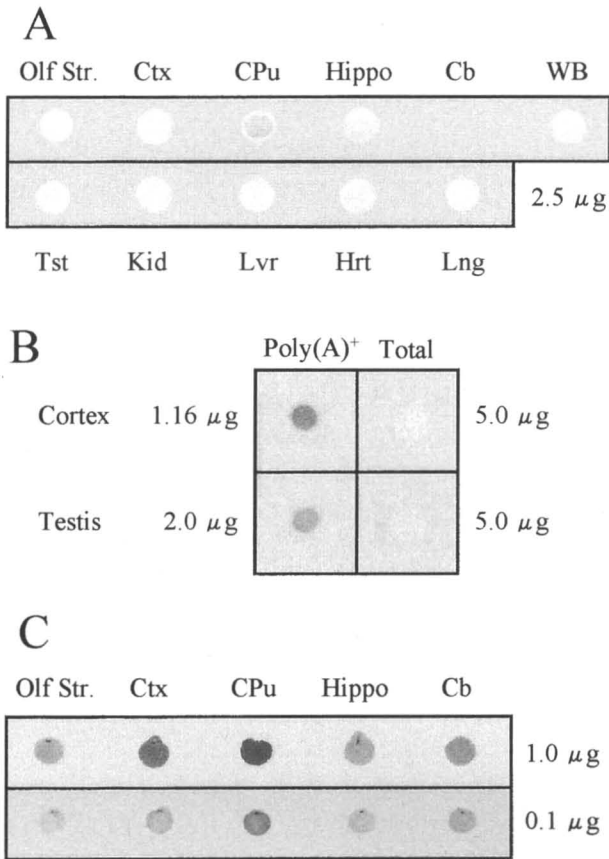 A
Olf Str. Ctx CPu Hippo Cb WB
2.5 μg
Tst Kid Lvr Hrt Lng
B
Poly(A)⁺ Total
Cortex 1.16 μg 5.0 μg
Testis 2.0 μg 5.0 μg
C
Olf Str. Ctx CPu Hippo Cb
1.0 μg
0.1 μg